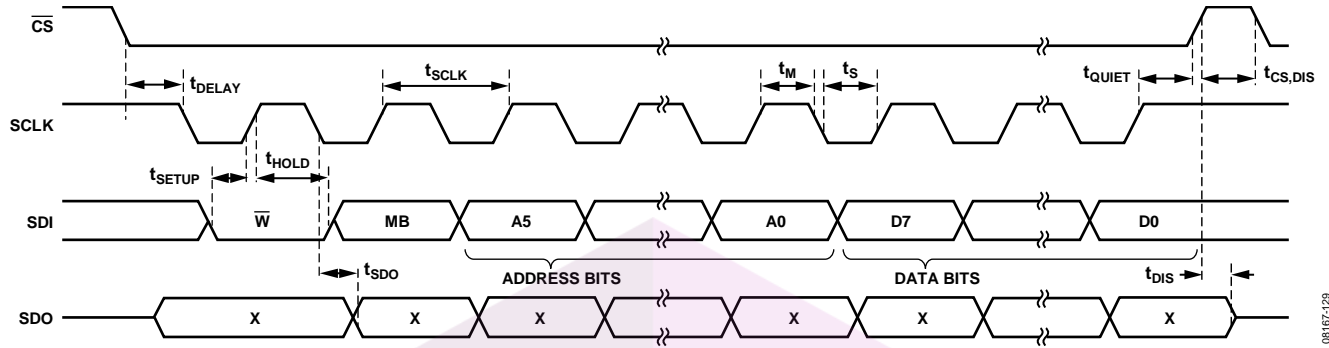 CS
tDELAY
tSCLK
tM
tS
tQUIET
tCS,DIS
SCLK
tSETUP
tHOLD
SDI
W
MB
A5
A0
D7
D0
tSDO
ADDRESS BITS
DATA BITS
tDIS
SDO
X
X
X
X
X
X
08167-129